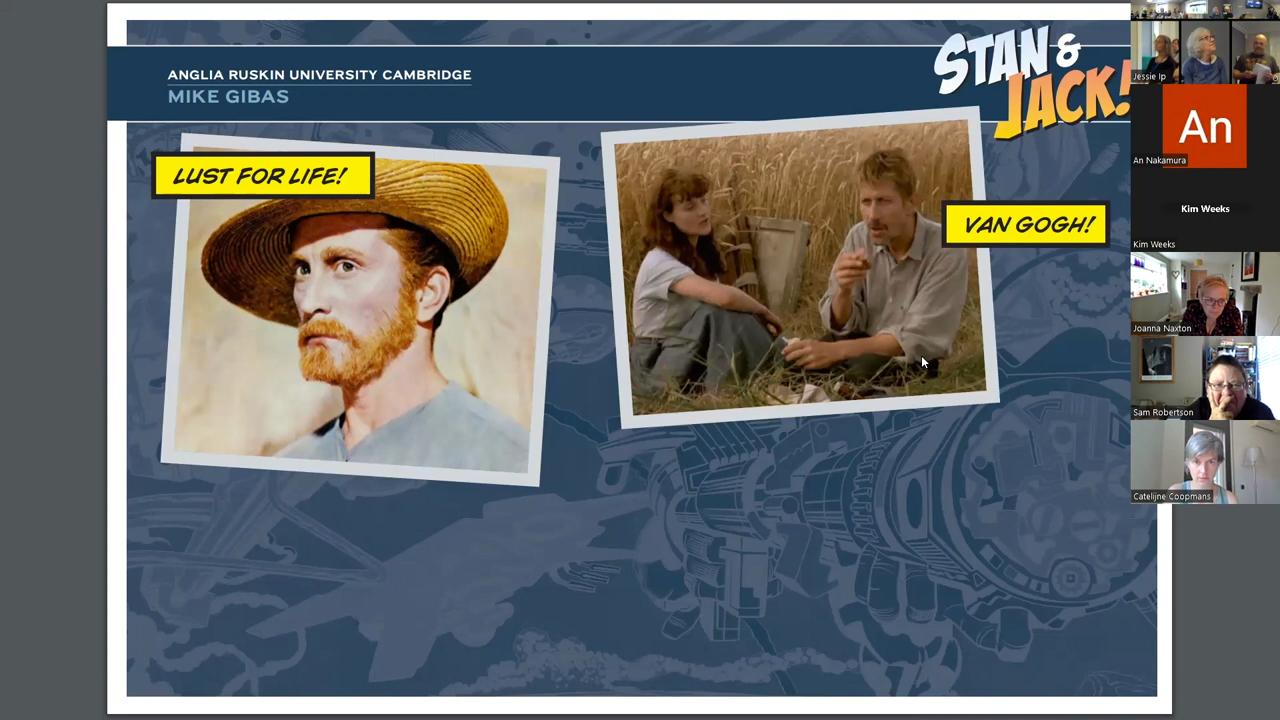 ANGLIA RUSKIN UNIVERSITY CAMBRIDGE
MIKE GIBAS
STAN &
JACK!
LUST FOR LIFE!
VAN GOGH!
Jessie Ip
An
An Nakamura
Kim Weeks
Kim Weeks
Joanna Naxton
Sam Robertson
Catelijne Coopmans